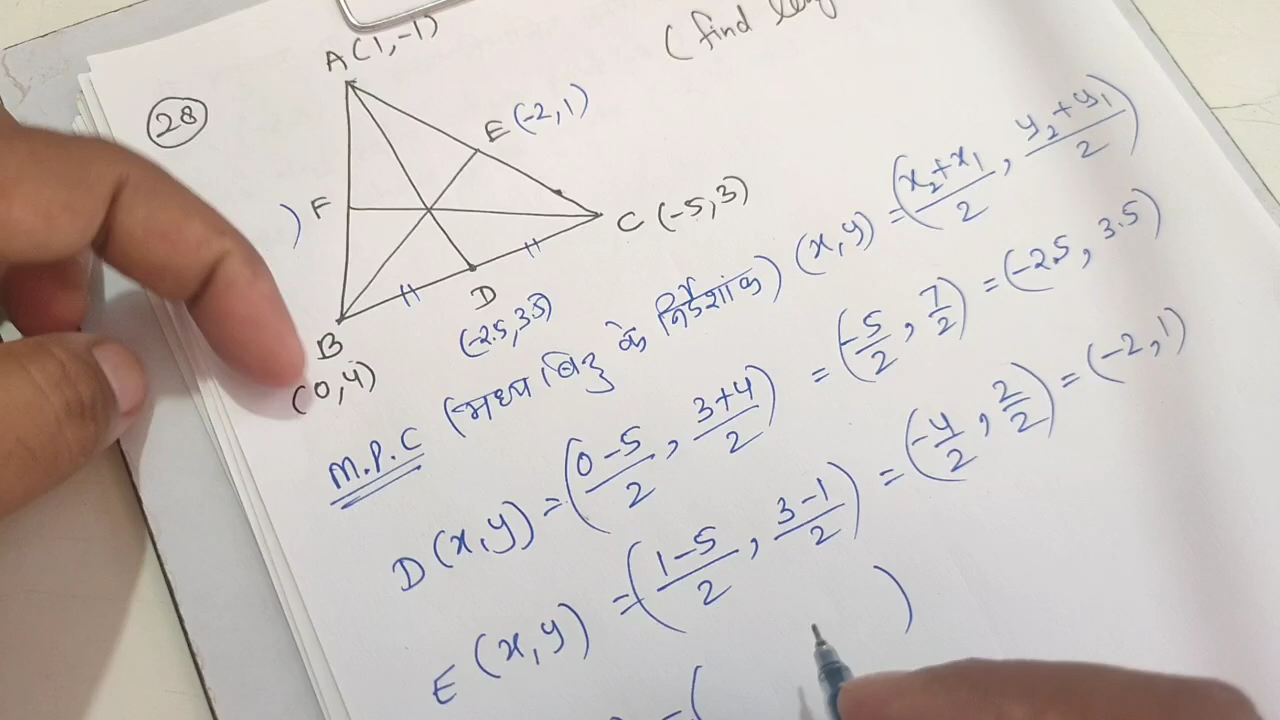 (find
28
A(1,-1)
E(-2,1)
F )
C(-5,3)
D
(-2.5,3.5)
B
(0,4)
M.P.C (मध्य बिंदु के निर्देशांक) (x,y) = (x₂+x₁/2, y₂+y₁/2)
D(x,y) = (0-5/2, 3+4/2) = (-5/2, 7/2) = (-2.5, 3.5)
E(x,y) = (1-5/2, 3-1/2) = (-4/2, 2/2) = (-2,1)
) = ( )